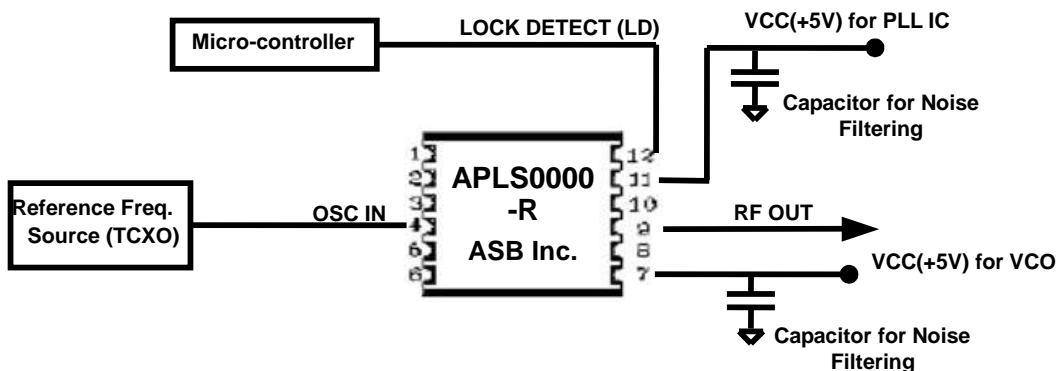 VCC(+5V) for PLL IC
Micro-controller
LOCK DETECT (LD)
Capacitor for Noise
Filtering
1
2
3
4
5
6
APLS0000
-R
ASB Inc.
12
11
10
9
8
7
Reference Freq.
Source (TCXO)
OSC IN
RF OUT
VCC(+5V) for VCO
Capacitor for Noise
Filtering